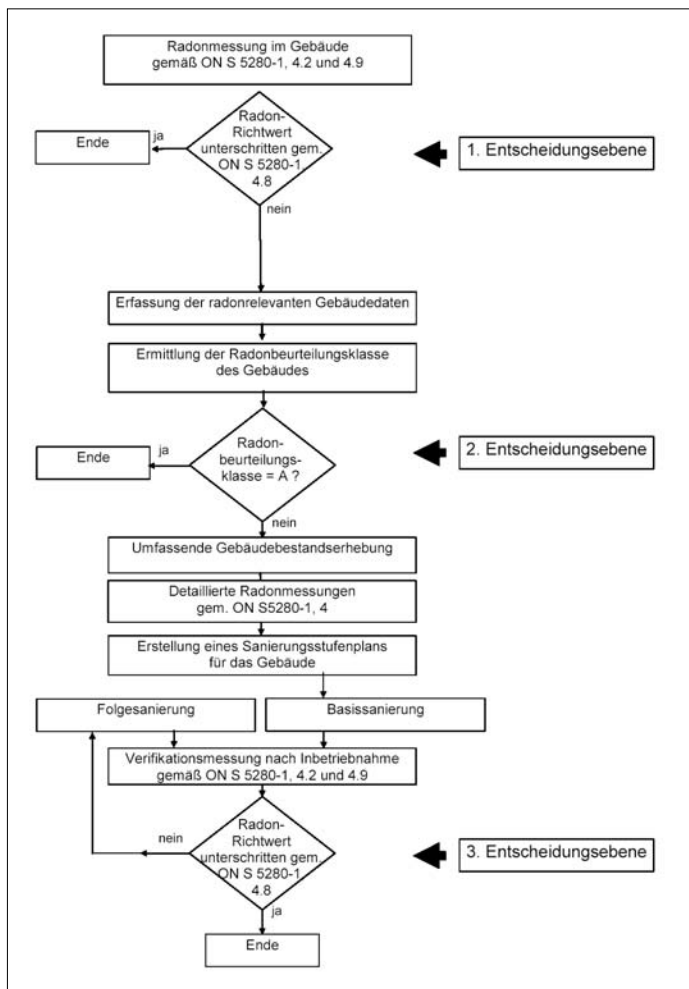 Radonmessung im Gebäude
gemäß ON S 5280-1, 4.2 und 4.9
Radon-
Richtwert
unterschritten gem.
ON S 5280-1,
4.8
ja
Ende
1. Entscheidungsebene
nein
Erfassung der radonrelevanten Gebäudedaten
Ermittlung der Radonbeurteilungsklasse
des Gebäudes
Radon-
beurteilungs-
klasse = A ?
ja
Ende
2. Entscheidungsebene
nein
Umfassende Gebäudebestandserhebung
Detaillierte Radonmessungen
gem. ON S5280-1, 4
Erstellung eines Sanierungsstufenplans
für das Gebäude
Folgesanierung
Basissanierung
Verifikationsmessung nach Inbetriebnahme
gemäß ON S 5280-1, 4.2 und 4.9
Radon-
Richtwert
unterschritten gem.
ON S 5280-1
4.8
nein
3. Entscheidungsebene
ja
Ende